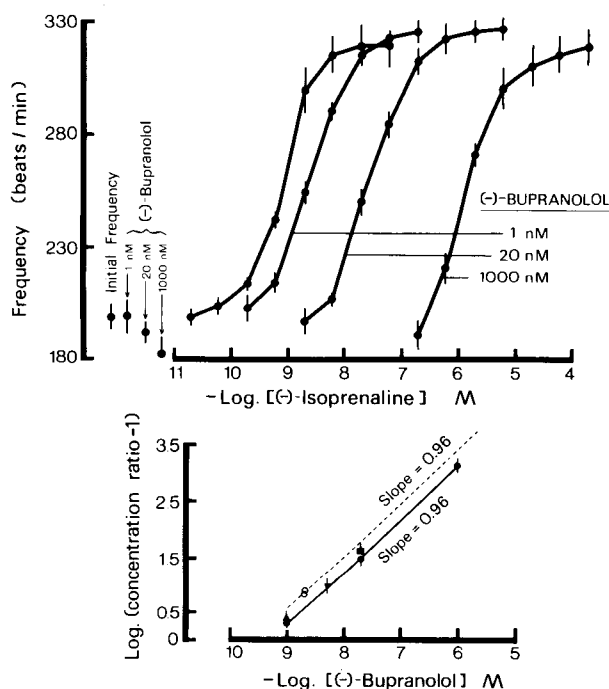 330
280
230
180
Frequency (beats / min)
Initial Frequency
1 nM
20 nM
1000 nM
(-)-Bupranolol
(-)-BUPRANOLOL
1 nM
20 nM
1000 nM
11 10 9 8 7 6 5 4
-Log. [(-)-Isoprenaline] M
3.5
2.5
1.5
0.5
0
Log. (concentration ratio-1)
Slope = 0.96
Slope = 0.96
10 9 8 7 6 5
-Log. [(-)-Bupranolol] M